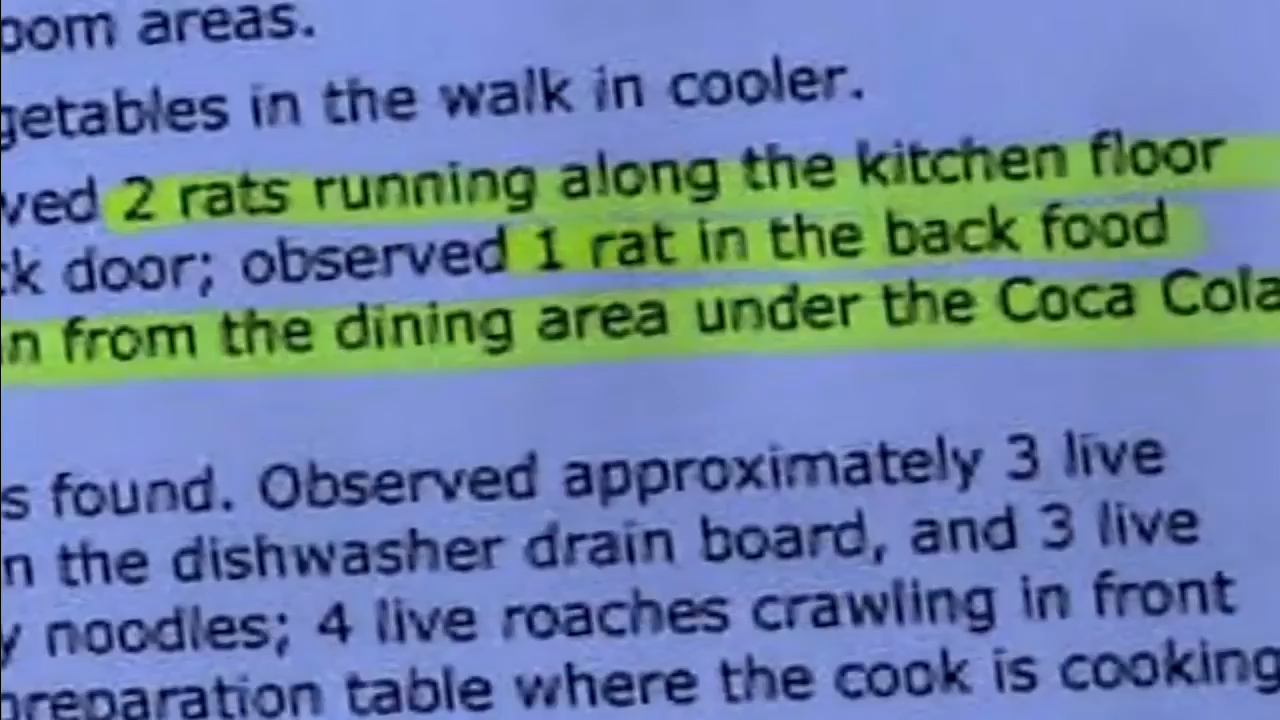 oom areas.
getables in the walk in cooler.
ved 2 rats running along the kitchen floor
ck door; observed 1 rat in the back food
n from the dining area under the Coca Cola
s found. Observed approximately 3 live
n the dishwasher drain board, and 3 live
y noodles; 4 live roaches crawling in front
preparation table where the cook is cooking